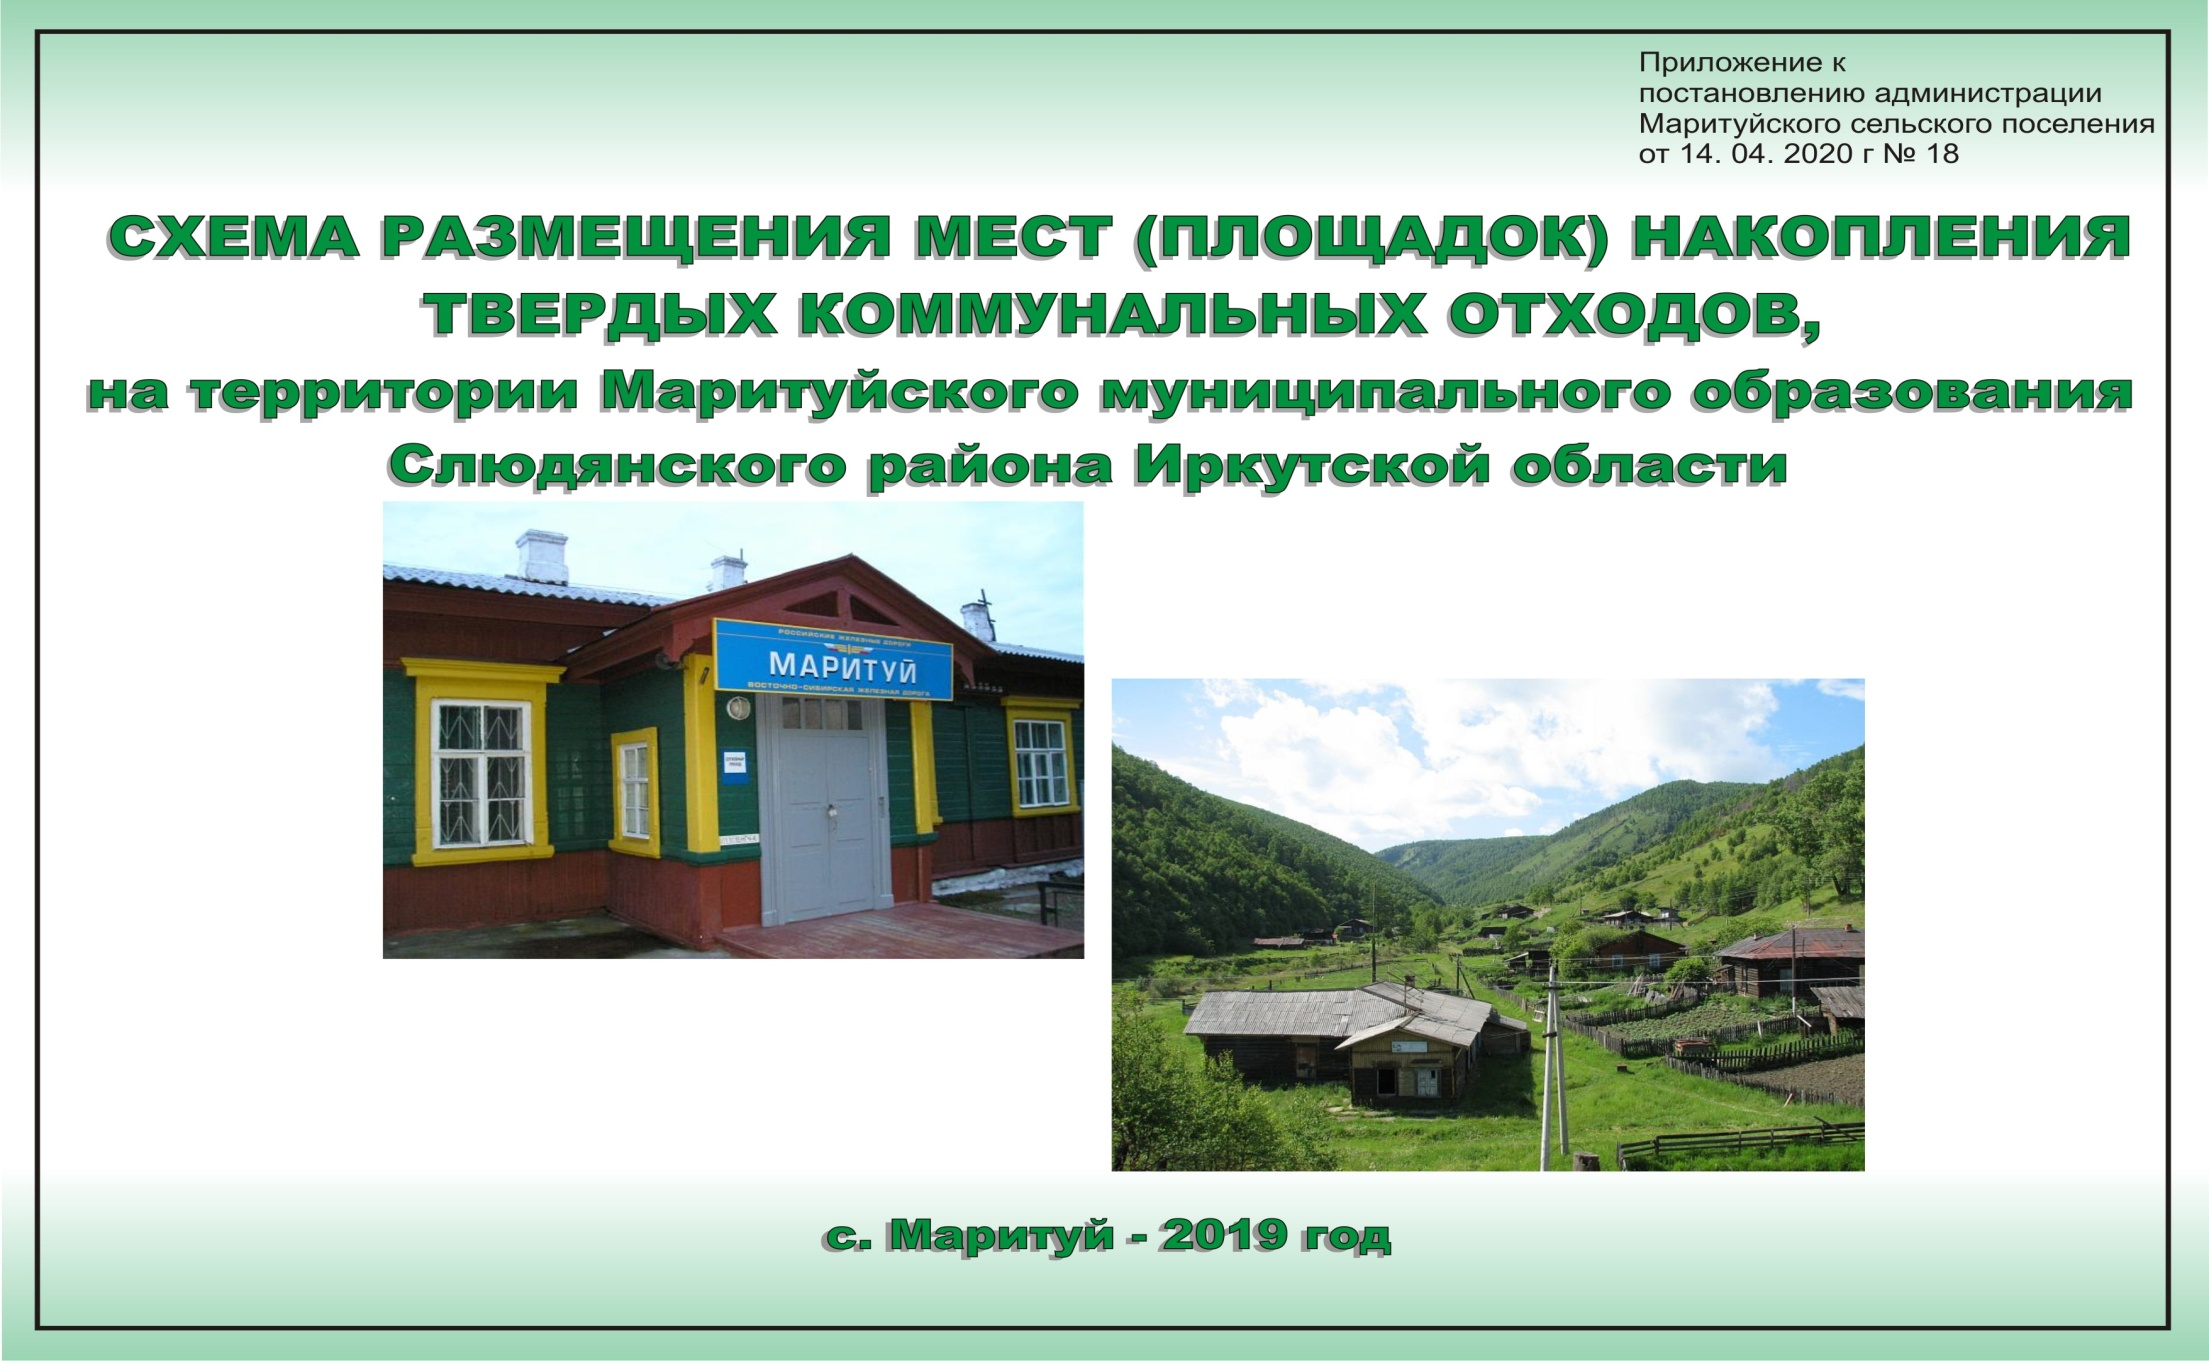 Приложение к
постановлению администрации
Маритуйского сельского поселения
от 14. 04. 2020 г № 18
СХЕМА РАЗМЕЩЕНИЯ МЕСТ (ПЛОЩАДОК) НАКОПЛЕНИЯ
ТВЕРДЫХ КОММУНАЛЬНЫХ ОТХОДОВ,
на территории Маритуйского муниципального образования
Слюдянского района Иркутской области
РОССИЙСКИЕ ЖЕЛЕЗНЫЕ ДОРОГИ
МАРИТУЙ
ВОСТОЧНО-СИБИРСКАЯ ЖЕЛЕЗНАЯ ДОРОГА
с. Маритуй - 2019 год